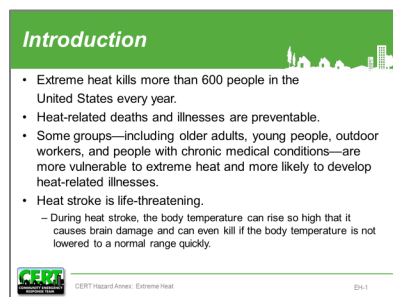 Introduction
• Extreme heat kills more than 600 people in the
United States every year.
• Heat-related deaths and illnesses are preventable.
• Some groups—including older adults, young people, outdoor
workers, and people with chronic medical conditions—are
more vulnerable to extreme heat and more likely to develop
heat-related illnesses.
• Heat stroke is life-threatening.
– During heat stroke, the body temperature can rise so high that it
causes brain damage and can even kill if the body temperature is not
lowered to a normal range quickly.
CERT
COMMUNITY EMERGENCY
RESPONSE TEAM
CERT Hazard Annex: Extreme Heat
EH-1